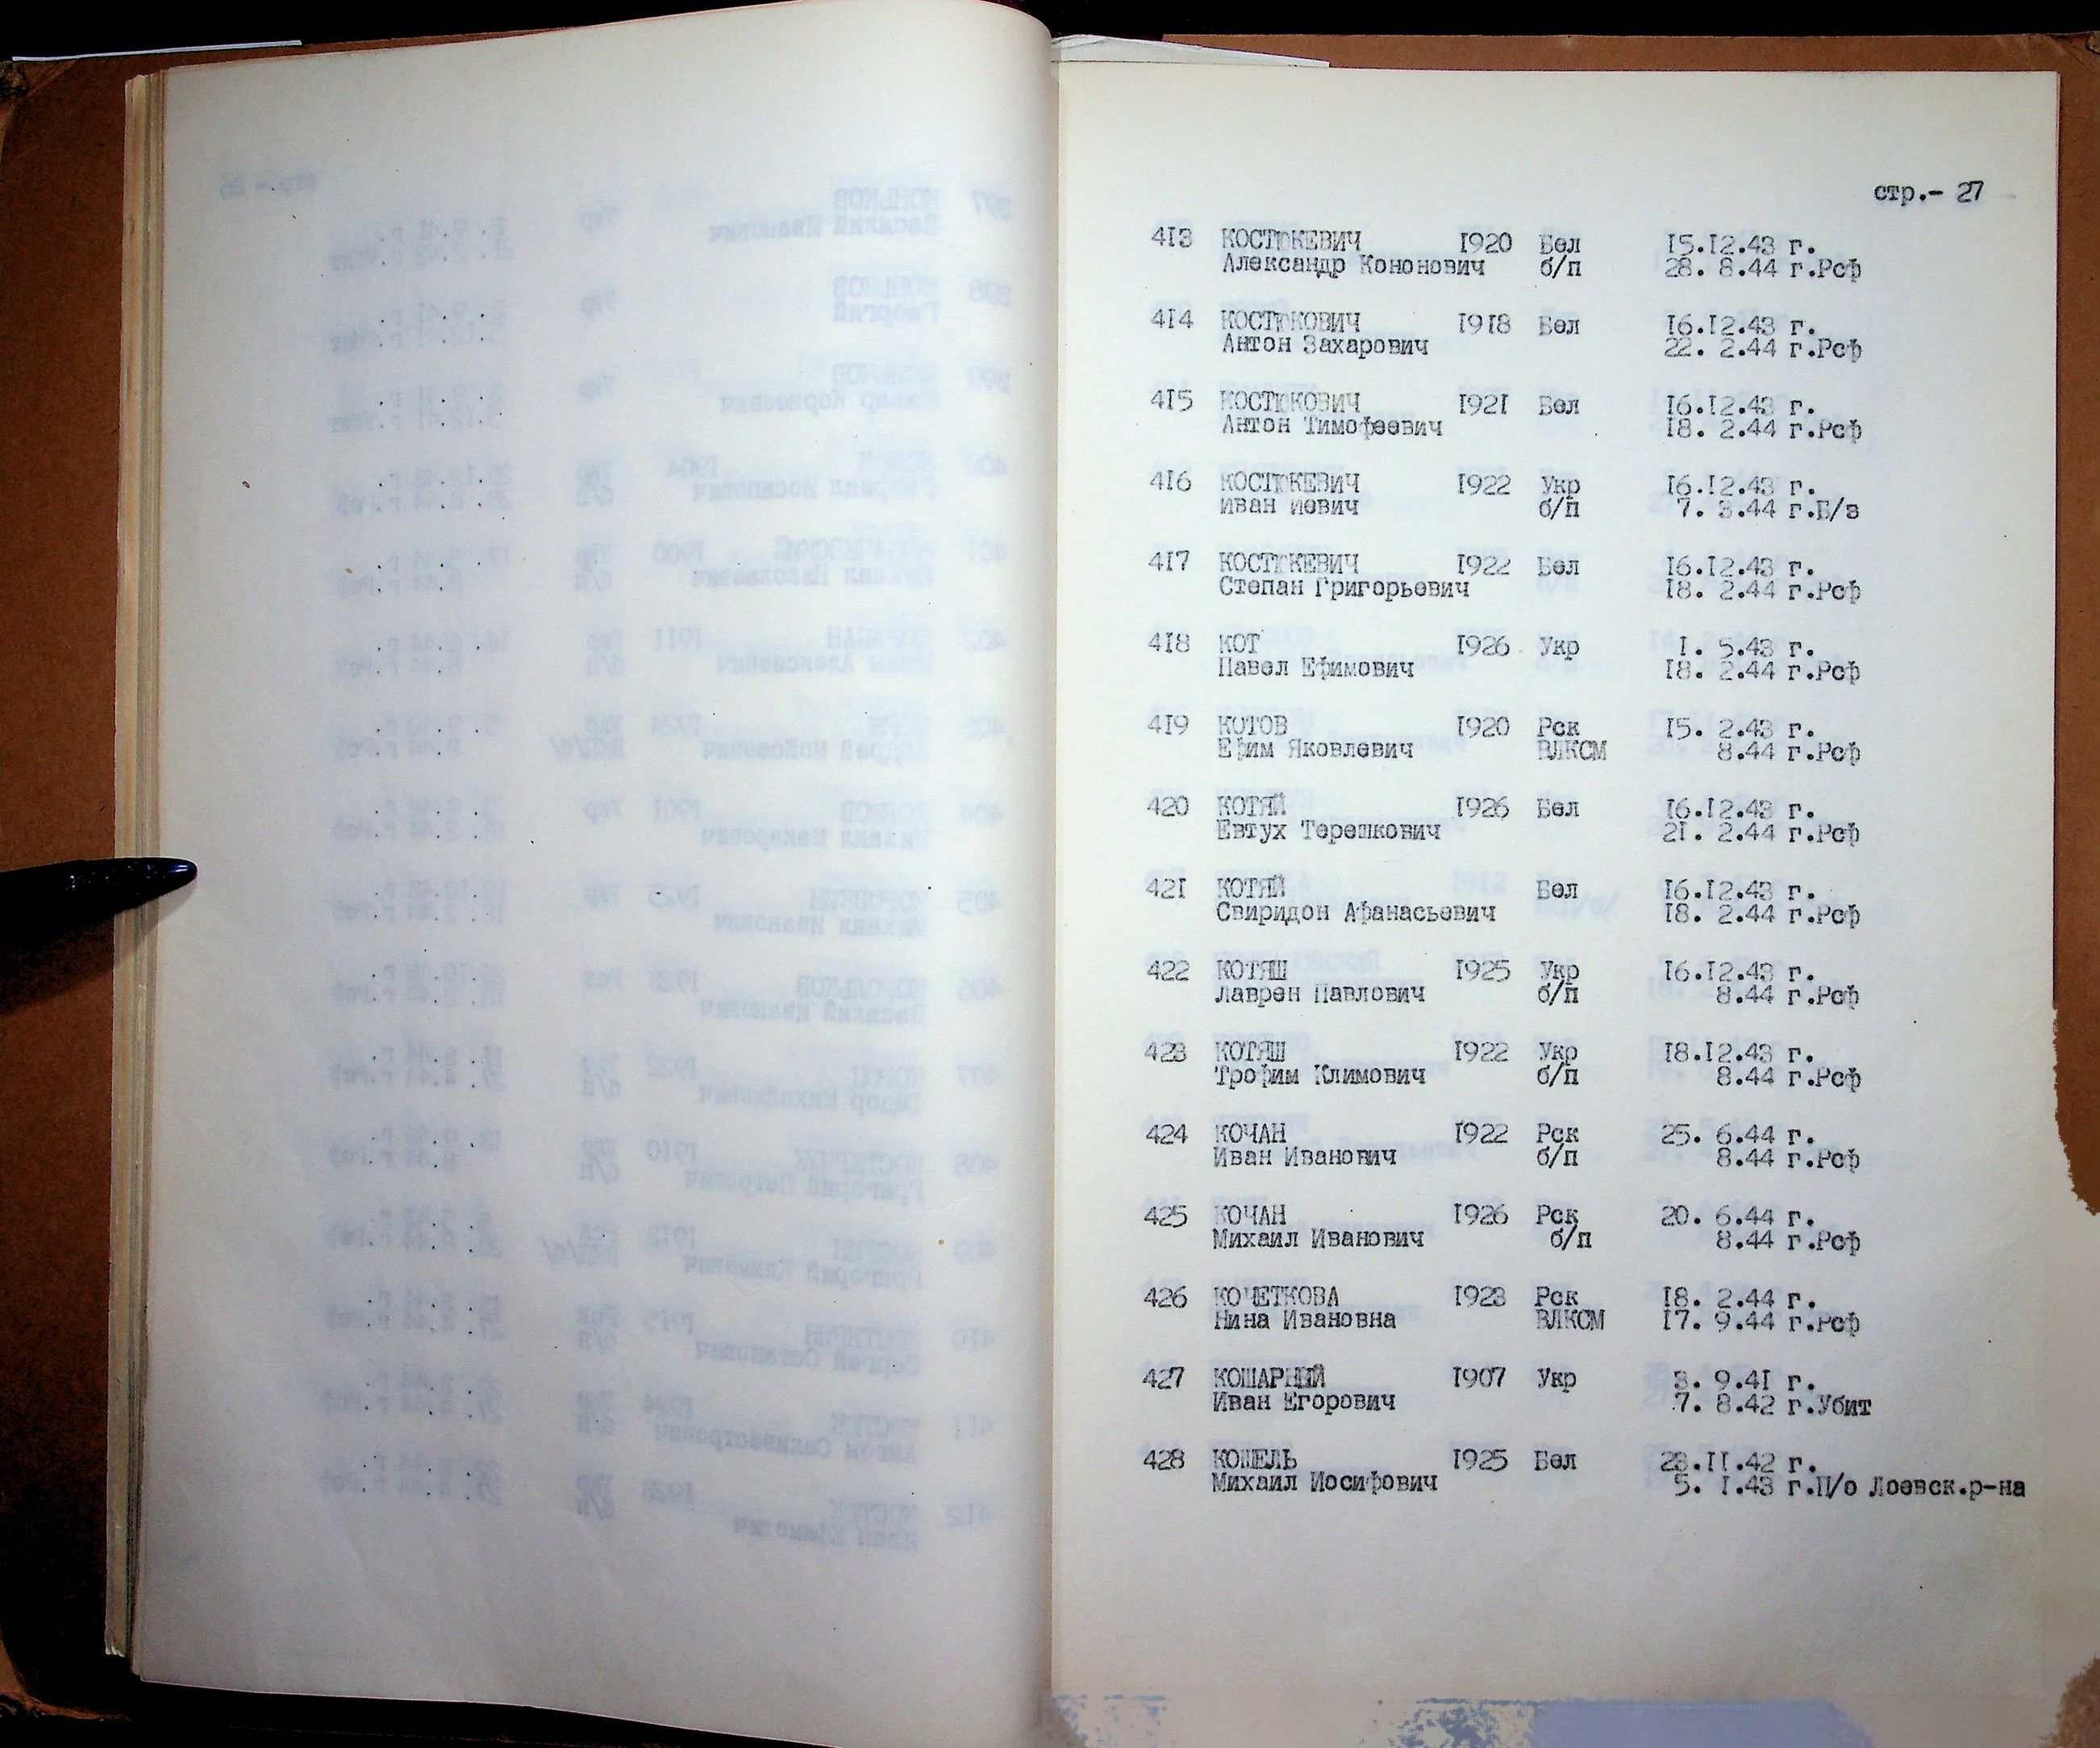 стр.- 27
413 КОСТЮКЕВИЧ 1920 Бел 15.12.43 г.
Александр Кононович б/п 28. 8.44 г.Рсф
414 КОСТЮКОВИЧ 1918 Бел 16.12.43 г.
Антон Захарович 22. 2.44 г.Рсф
415 КОСТЮКОВИЧ 1921 Бел 16.12.43 г.
Антон Тимофеевич 18. 2.44 г.Рсф
416 КОСТЮКЕВИЧ 1922 Укр 16.12.43 г.
Иван Иович б/п 7. 3.44 г.Б/в
417 КОСТЮКЕВИЧ 1922 Бел 16.12.43 г.
Степан Григорьевич 18. 2.44 г.Рсф
418 КОТ 1926 Укр 1. 5.43 г.
Павел Ефимович 18. 2.44 г.Рсф
419 КОТОВ 1920 Рск 15. 2.43 г.
Ефим Яковлевич ВЛКСМ 8.44 г.Рсф
420 КОТЯЙ 1926 Бел 16.12.43 г.
Евтух Терешкович 21. 2.44 г.Рсф
421 КОТЯЙ Бел 16.12.43 г.
Свиридон Афанасьевич 18. 2.44 г.Рсф
422 КОТЯШ 1925 Укр 16.12.43 г.
Лаврен Павлович б/п 8.44 г.Рсф
423 КОТЯШ 1922 Укр 18.12.43 г.
Трофим Климович б/п 8.44 г.Рсф
424 КОЧАН 1922 Рск 25. 6.44 г.
Иван Иванович б/п 8.44 г.Рсф
425 КОЧАН 1926 Рск 20. 6.44 г.
Михаил Иванович б/п 8.44 г.Рсф
426 КОЧЕТКОВА 1923 Рск 18. 2.44 г.
Нина Ивановна ВЛКСМ 17. 9.44 г.Рсф
427 КОШАРНЫЙ 1907 Укр 3. 9.41 г.
Иван Егорович 7. 8.42 г.Убит
428 КОШЕЛЬ 1925 Бел 23.11.42 г.
Михаил Иосифович 5. 1.43 г.П/о Лоевск.р-на